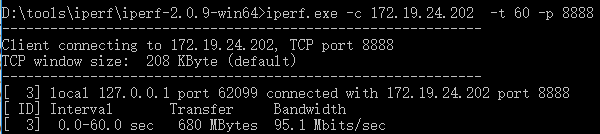 D:\tools\iperf\iperf-2.0.9-win64>iperf.exe -c 172.19.24.202  -t 60 -p 8888
------------------------------------------------------------
Client connecting to 172.19.24.202, TCP port 8888
TCP window size:  208 KByte (default)
------------------------------------------------------------
[  3] local 127.0.0.1 port 62099 connected with 172.19.24.202 port 8888
[ ID] Interval       Transfer     Bandwidth
[  3]  0.0-60.0 sec   680 MBytes  95.1 Mbits/sec